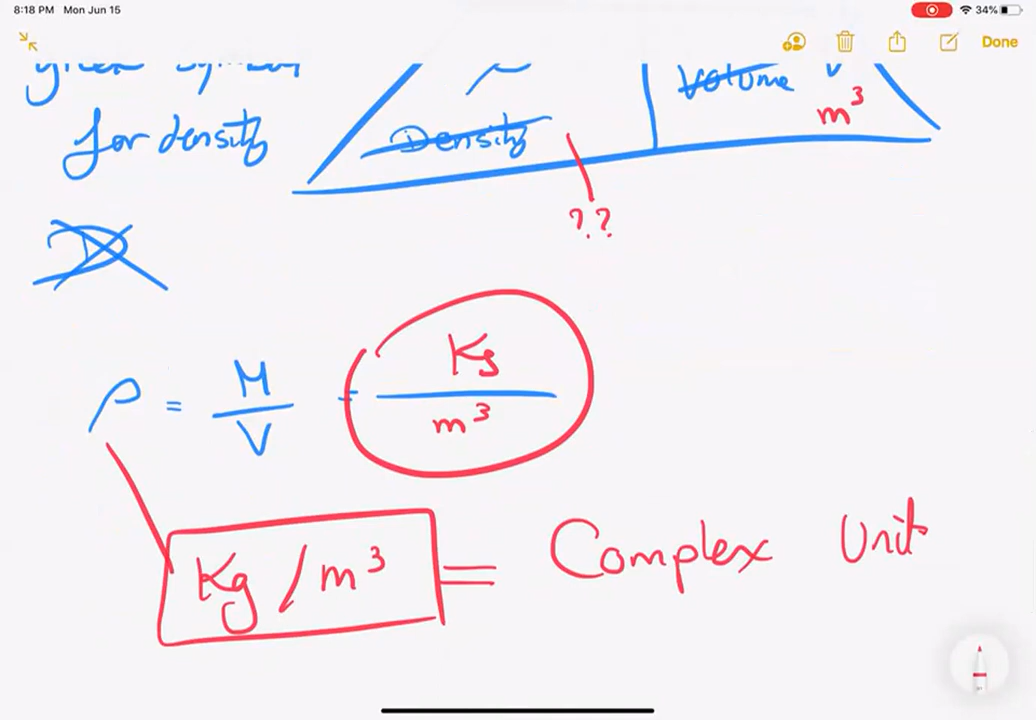 8:18 PM Mon Jun 15
34%
Done
for density
Density
Volume V
m³
??
D
ρ = M/V = Kg/m³
Kg/m³ = Complex Unit